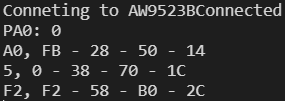 Conneting to AW9523BConnected
PA0: 0
A0, FB - 28 - 50 - 14
5, 0 - 38 - 70 - 1C
F2, F2 - 58 - B0 - 2C